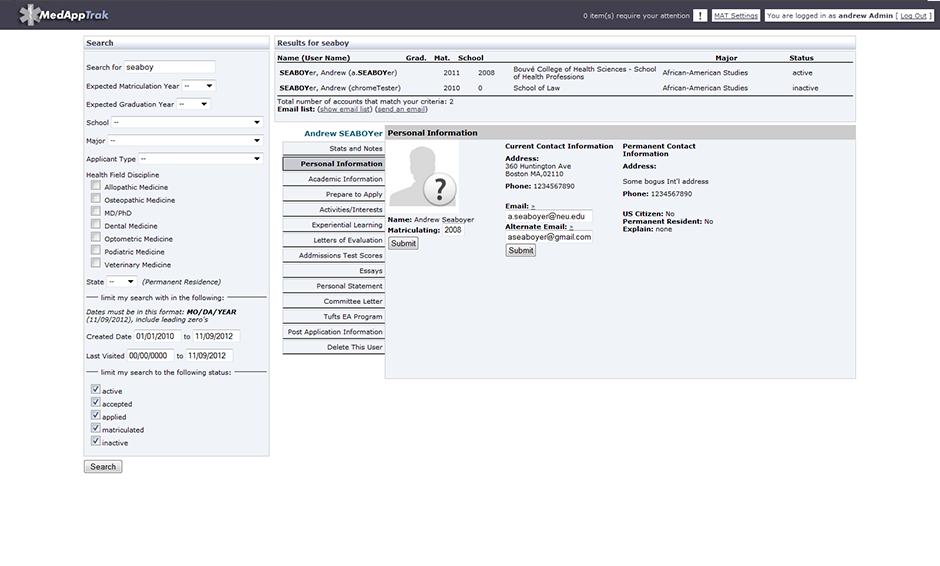 MedAppTrak
0 item(s) require your attention ! MAT Settings You are logged in as andrew Admin [ Log Out ]
Search
Search for seaboy
Expected Matriculation Year --
Expected Graduation Year --
School --
Major --
Applicant Type --
Health Field Discipline
Allopathic Medicine
Osteopathic Medicine
MD/PhD
Dental Medicine
Optometric Medicine
Podiatric Medicine
Veterinary Medicine
State -- (Permanent Residence)
limit my search with in the following:
Dates must be in this format: MO/DA/YEAR
(11/09/2012), include leading zero's
Created Date 01/01/2010 to 11/09/2012
Last Visited 00/00/0000 to 11/09/2012
limit my search to the following status:
active
accepted
applied
matriculated
inactive
Search
Results for seaboy
Name (User Name) Grad. Mat. School Major Status
SEABOYer, Andrew (a.SEABOYer) 2011 2008 Bouvé College of Health Sciences - School of Health Professions African-American Studies active
SEABOYer, Andrew (chromeTester) 2010 0 School of Law African-American Studies inactive
Total number of accounts that match your criteria: 2
Email list: (show email list) (send an email)
Andrew SEABOYer
Stats and Notes
Personal Information
Academic Information
Prepare to Apply
Activities/Interests
Experiential Learning
Letters of Evaluation
Addmissions Test Scores
Essays
Personal Statement
Committee Letter
Tufts EA Program
Post Application Information
Delete This User
Personal Information
?
Name: Andrew Seaboyer
Matriculating: 2008
Submit
Current Contact Information
Address:
360 Huntington Ave
Boston MA,02110
Phone: 1234567890
Email: »
a.seaboyer@neu.edu
Alternate Email: »
aseaboyer@gmail.com
Submit
Permanent Contact
Information
Address:
Some bogus Int'l address
Phone: 1234567890
US Citizen: No
Permanent Resident: No
Explain: none